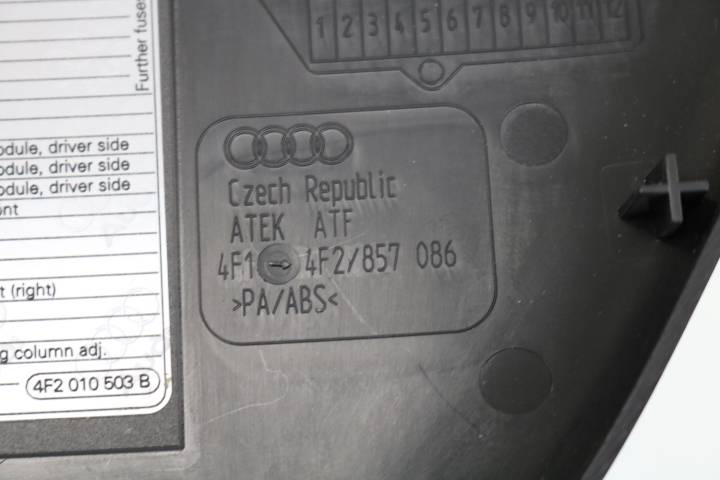 Further fuses
1 2 3 4 5 6 7 8 9 10 11 12
odule, driver side
odule, driver side
odule, driver side
ont
t (right)
g column adj.
4F2 010 503 B
Czech Republic
ATEK ATF
4F1 4F2/857 086
>PA/ABS<